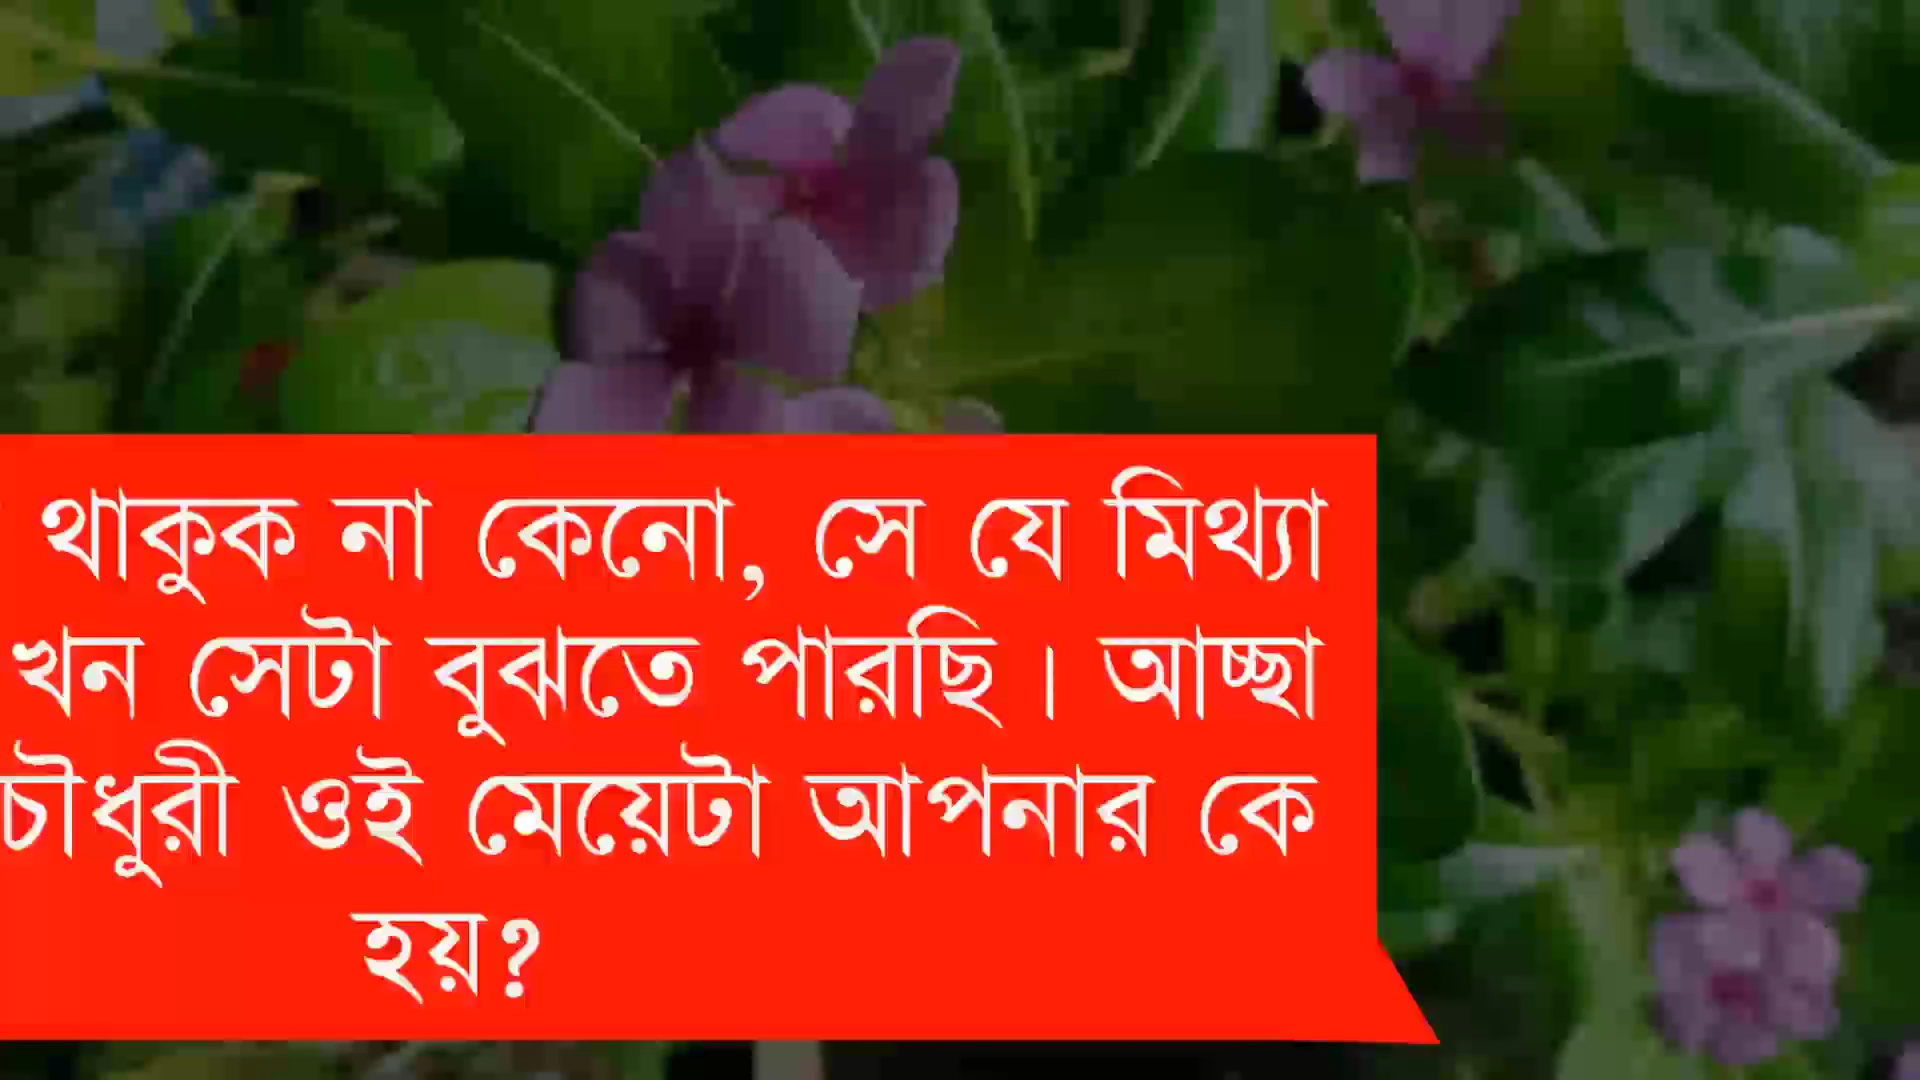 থাকুক না কেনো, সে যে মিথ্যা
খন সেটা বুঝতে পারছি। আচ্ছা
চৌধুরী ওই মেয়েটা আপনার কে
হয়?